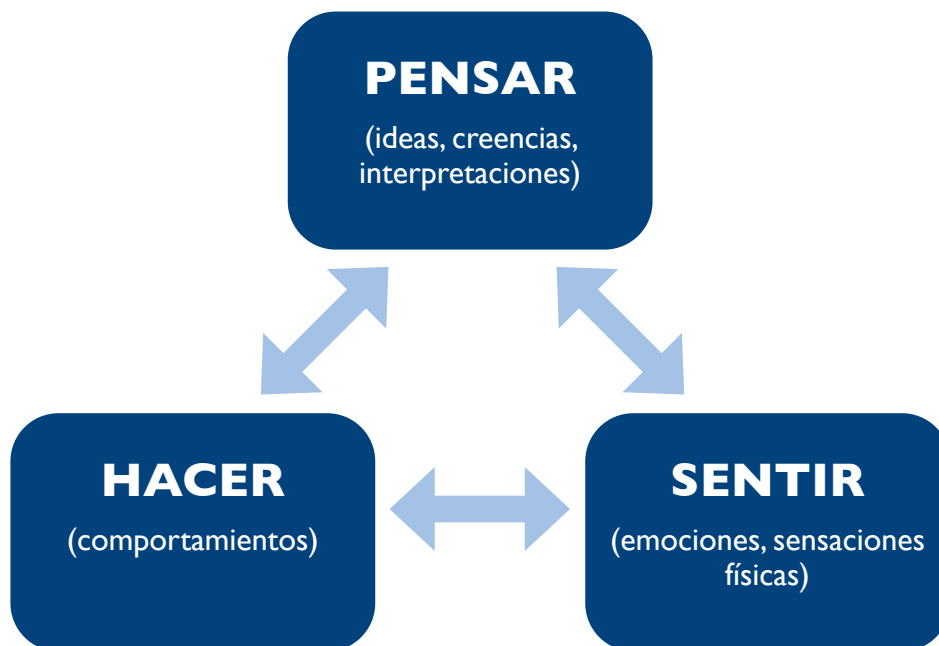 PENSAR
(ideas, creencias,
interpretaciones)
HACER
(comportamientos)
SENTIR
(emociones, sensaciones
físicas)